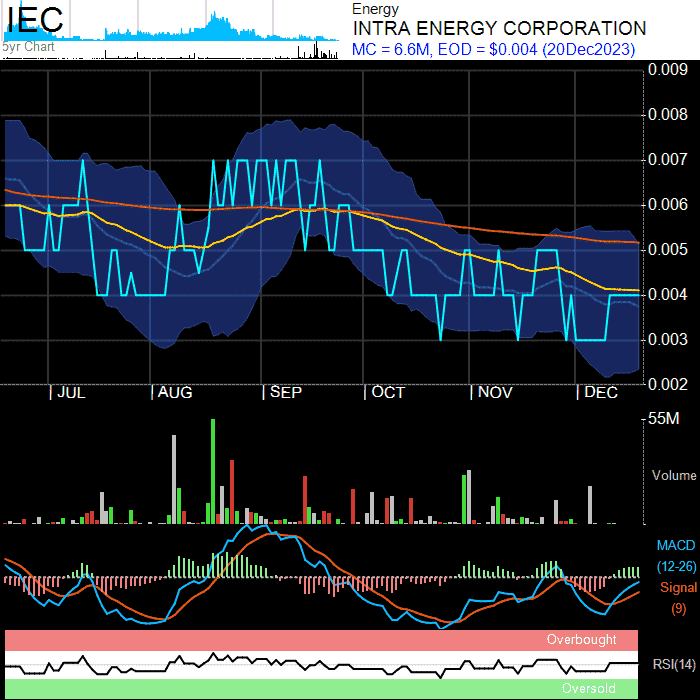 IEC
5yr Chart
Energy
INTRA ENERGY CORPORATION
MC = 6.6M, EOD = $0.004 (20Dec2023)
0.009
0.008
0.007
0.006
0.005
0.004
0.003
0.002
JUL AUG SEP OCT NOV DEC
55M
Volume
MACD
(12-26)
Signal
(9)
Overbought
RSI(14)
Oversold